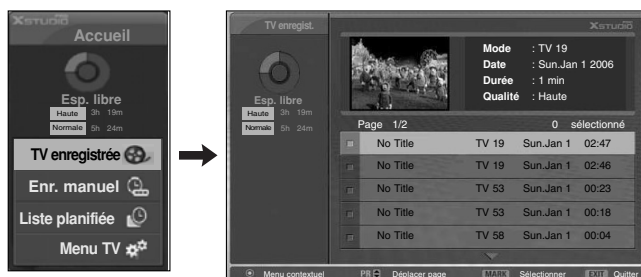 XSTUDIO
Accueil
Esp. libre
Haute 3h 19m
Normale 5h 24m
TV enregistrée
Enr. manuel
Liste planifiée
Menu TV
TV enregist.
XSTUDIO
Esp. libre
Haute 3h 19m
Normale 5h 24m
Mode : TV 19
Date : Sun.Jan 1 2006
Durée : 1 min
Qualité : Haute
Page 1/2 0 sélectionné
No Title TV 19 Sun.Jan 1 02:47
No Title TV 19 Sun.Jan 1 02:46
No Title TV 53 Sun.Jan 1 00:23
No Title TV 53 Sun.Jan 1 00:18
No Title TV 58 Sun.Jan 1 00:04
Menu contextuel PR Déplacer page MARK Sélectionner EXIT Quitter